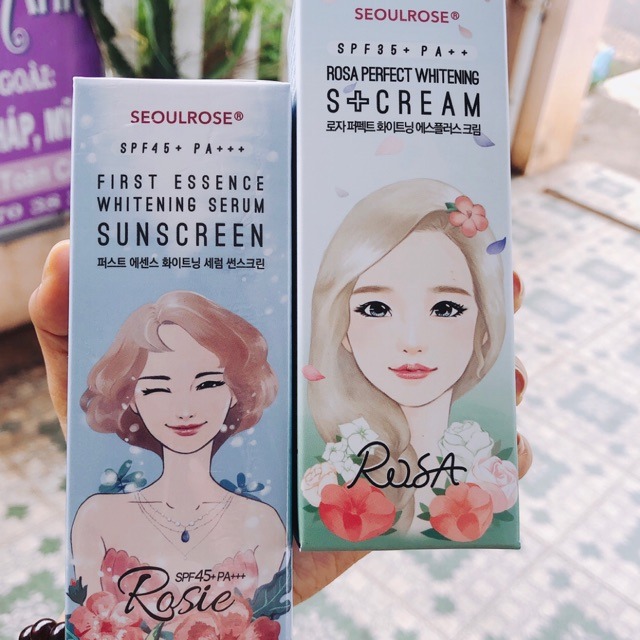 SEOULROSE®
SPF45+ PA+++
FIRST ESSENCE
WHITENING SERUM
SUNSCREEN
퍼스트 에센스 화이트닝 세럼 썬스크린
SPF45+PA+++
Rosie
SEOULROSE®
SPF35+ PA++
ROSA PERFECT WHITENING
S+CREAM
로자 퍼펙트 화이트닝 에스플러스 크림
ROSA